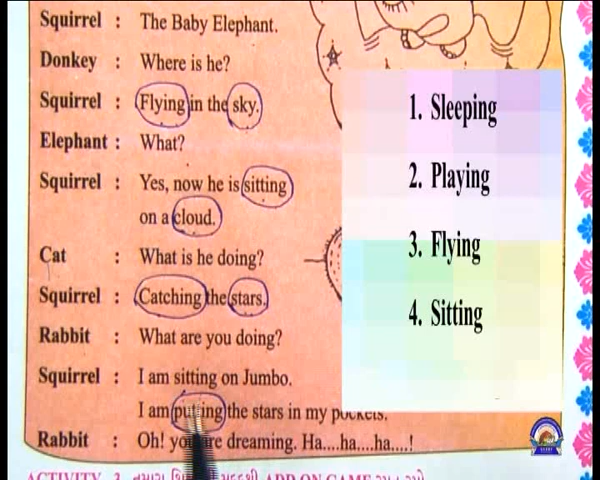 Squirrel : The Baby Elephant.
Donkey : Where is he?
Squirrel : Flying in the sky.
Elephant : What?
Squirrel : Yes, now he is sitting
on a cloud.
Cat : What is he doing?
Squirrel : Catching the stars.
Rabbit : What are you doing?
Squirrel : I am sitting on Jumbo.
I am putting the stars in my pockets.
Rabbit : Oh! you are dreaming. Ha....ha....ha....!
1. Sleeping
2. Playing
3. Flying
4. Sitting
ACTIVITY 3 ADD ON GAME